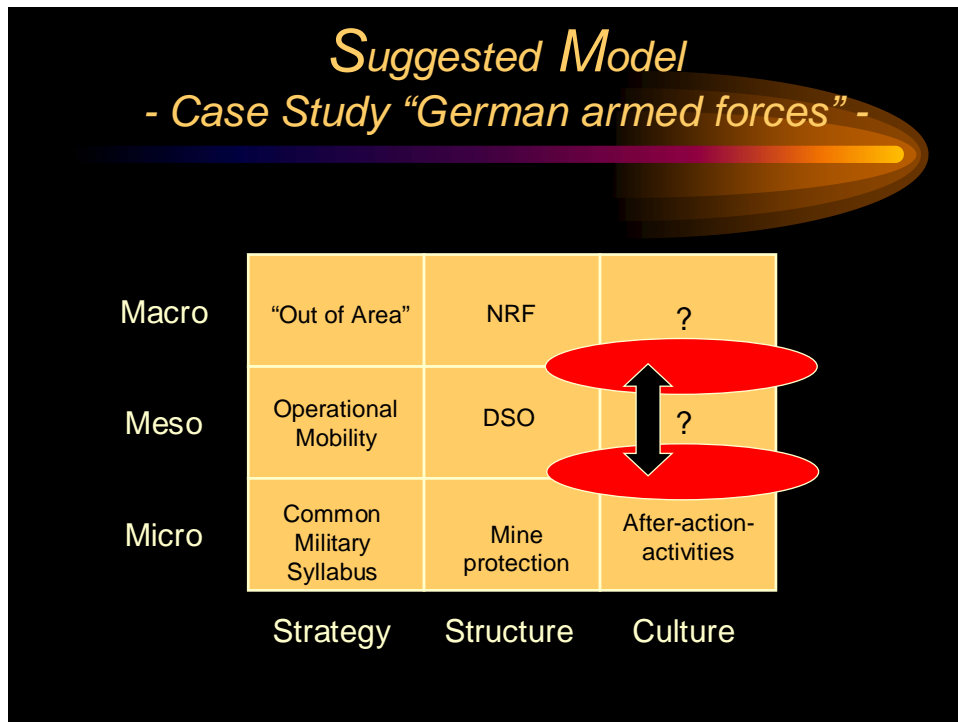 Suggested Model
- Case Study “German armed forces” -
Macro
“Out of Area”
NRF
?
Meso
Operational
Mobility
DSO
?
Micro
Common
Military
Syllabus
Mine
protection
After-action-
activities
Strategy
Structure
Culture